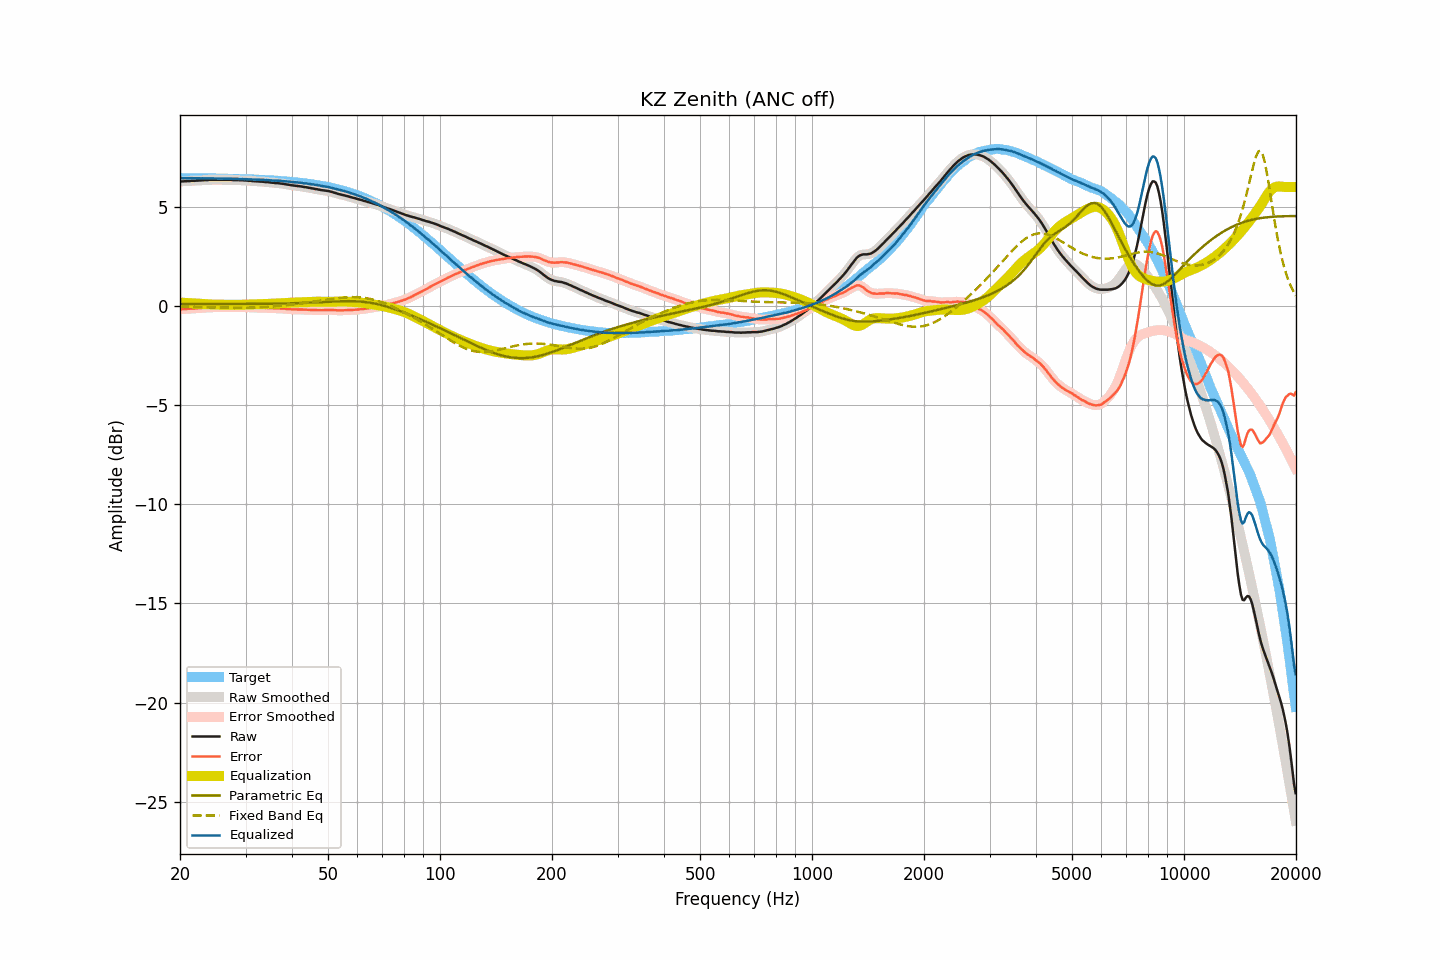 KZ Zenith (ANC off)
Amplitude (dBr)
5
0
−5
−10
−15
−20
−25
Target
Raw Smoothed
Error Smoothed
Raw
Error
Equalization
Parametric Eq
Fixed Band Eq
Equalized
20 50 100 200 500 1000 2000 5000 10000 20000
Frequency (Hz)